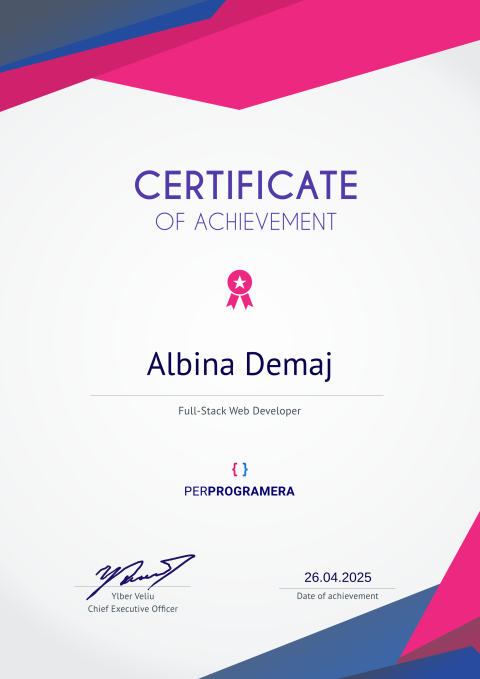 CERTIFICATE
OF ACHIEVEMENT
Albina Demaj
Full-Stack Web Developer
{ }
PERPROGRAMERA
26.04.2025
Ylber Veliu
Date of achievement
Chief Executive Officer